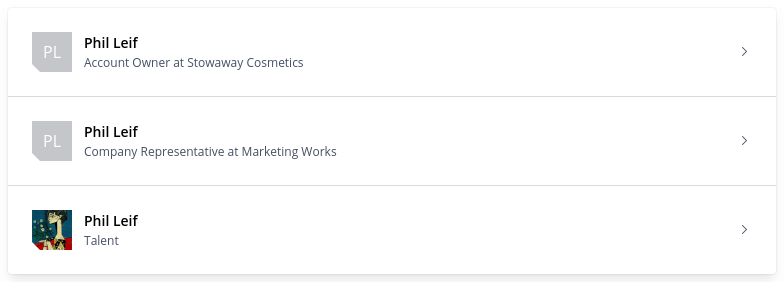 PL
Phil Leif
Account Owner at Stowaway Cosmetics
PL
Phil Leif
Company Representative at Marketing Works
Phil Leif
Talent